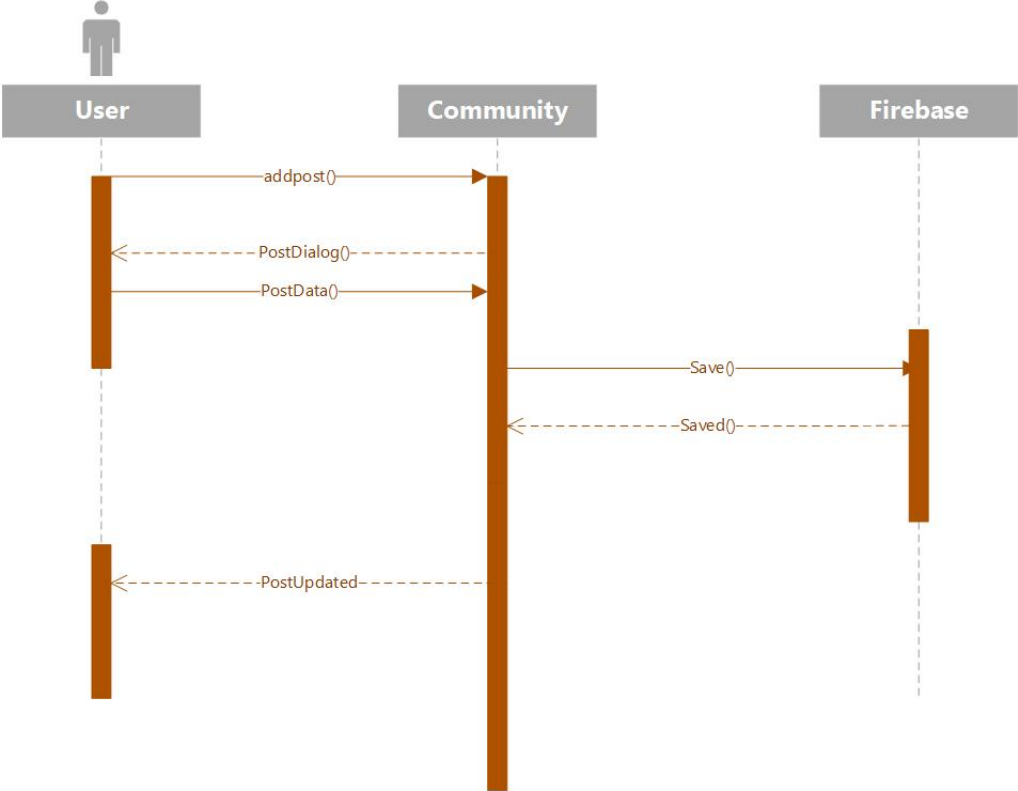 User
Community
Firebase
addpost()
PostDialog()
PostData()
Save()
Saved()
PostUpdated